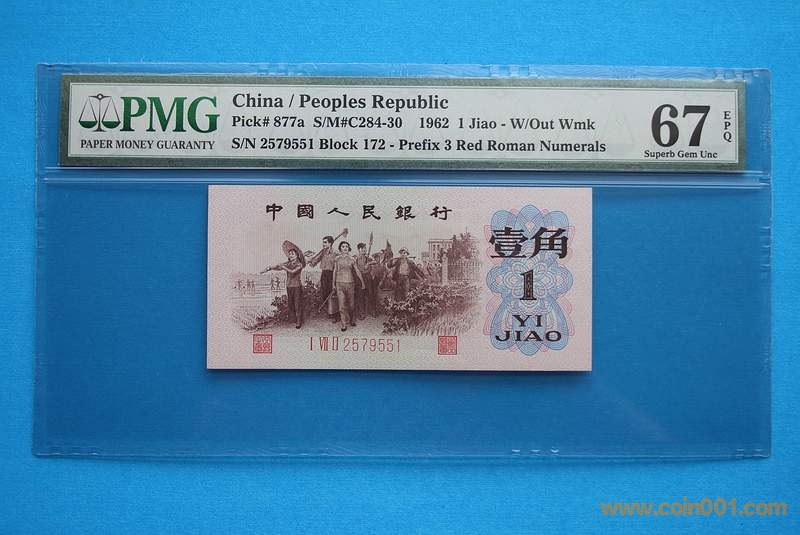 PMG
PAPER MONEY GUARANTY
China / Peoples Republic
Pick# 877a S/M#C284-30 1962 1 Jiao - W/Out Wmk
S/N 2579551 Block 172 - Prefix 3 Red Roman Numerals
67
EPQ
Superb Gem Unc
中國人民銀行
壹角
1
YI
JIAO
I VII II 2579551
www.coin001.com